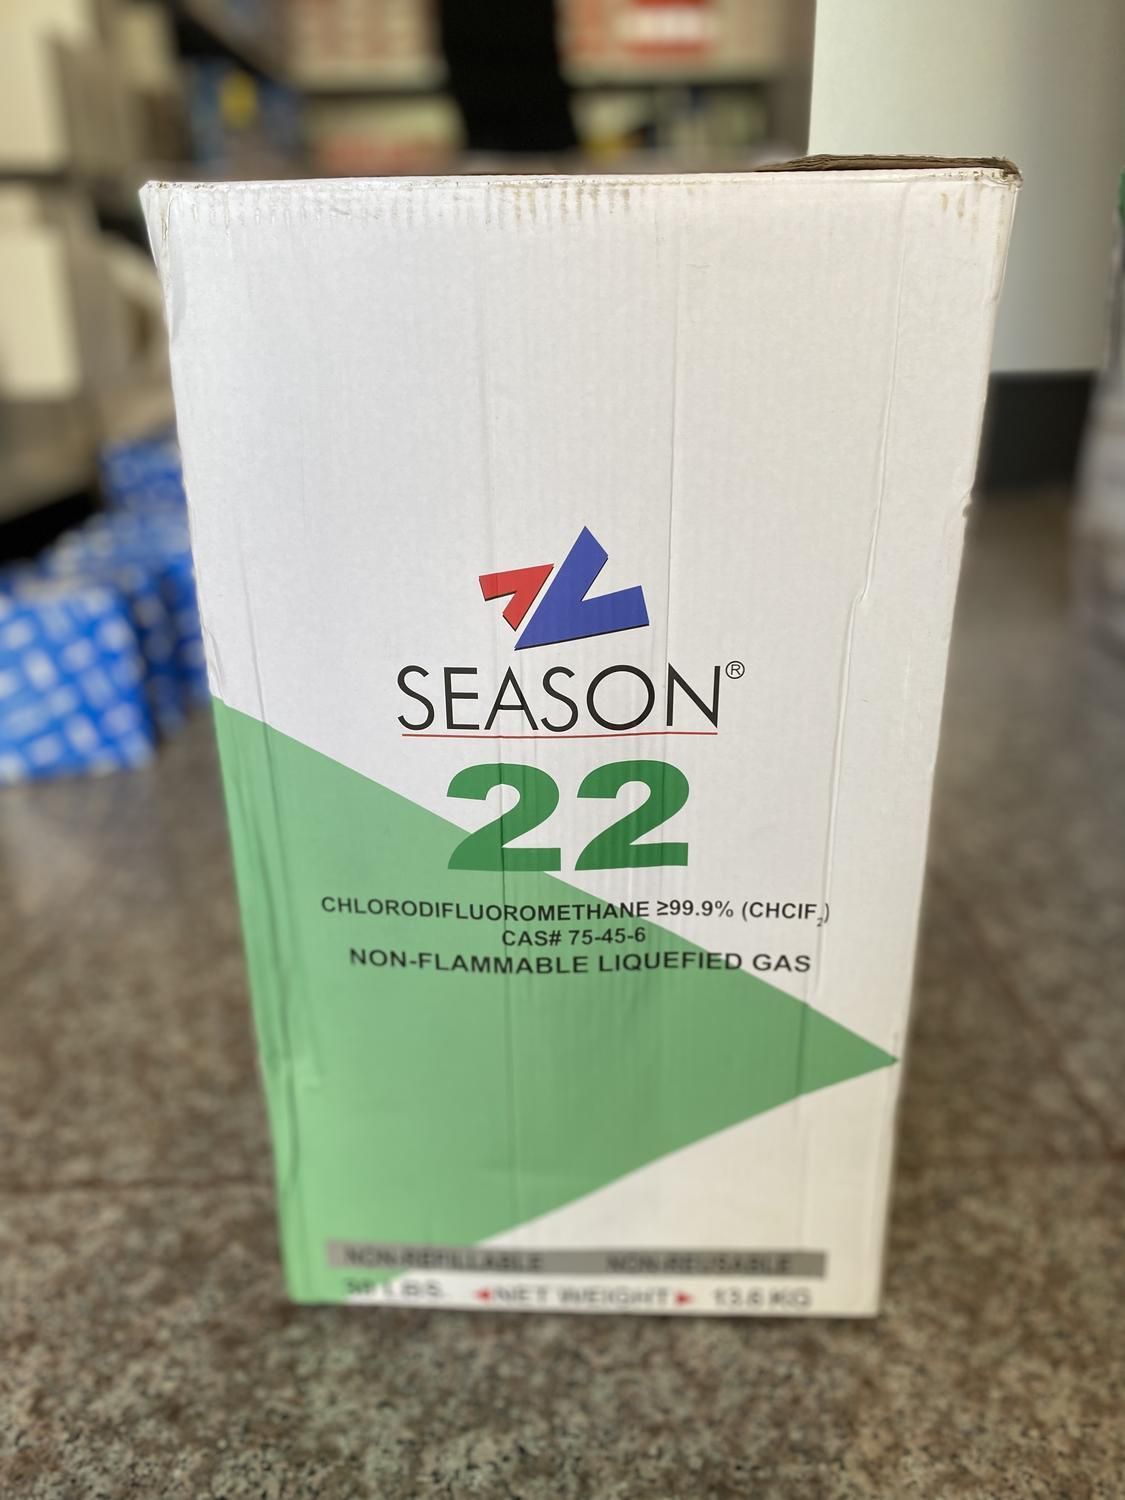 SEASON®
22
CHLORODIFLUOROMETHANE ≥99.9% (CHClF₂)
CAS# 75-45-6
NON-FLAMMABLE LIQUEFIED GAS
NON-REFILLABLE NON-REUSABLE
LBS. NET WEIGHT 13.6 KG